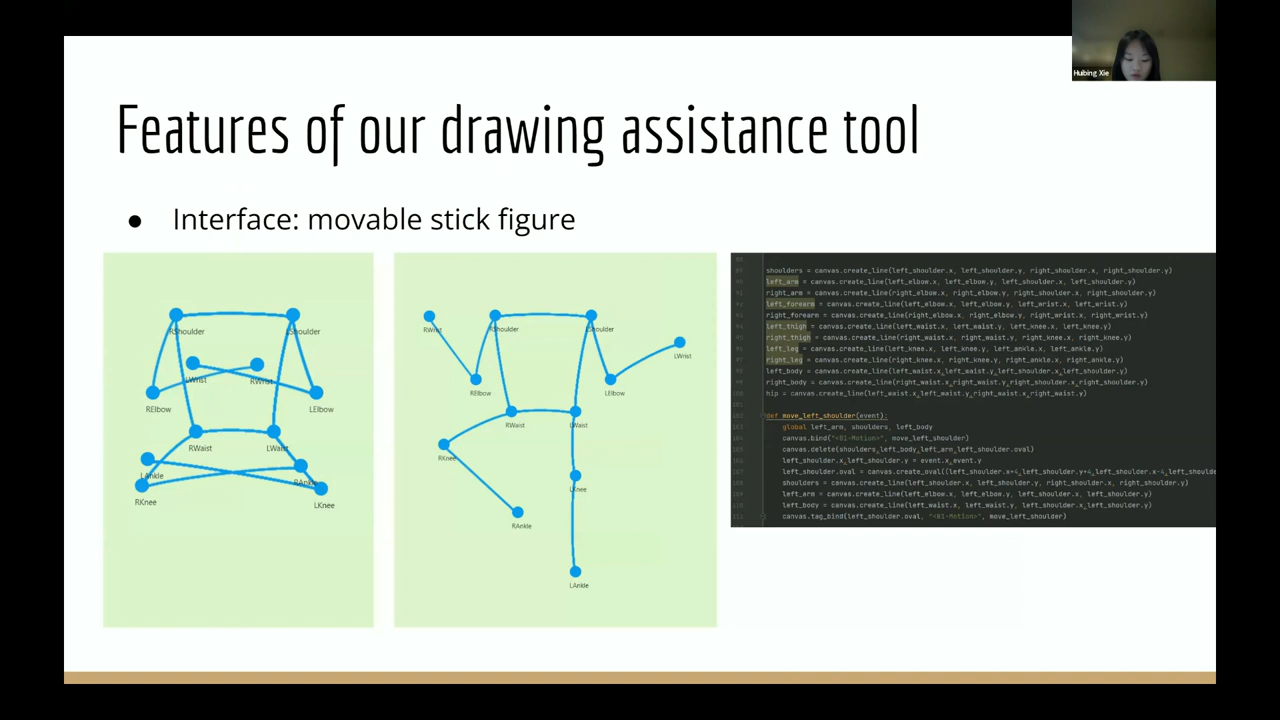 Huibing Xie
Features of our drawing assistance tool
● Interface: movable stick figure
RShoulder
LShoulder
LWrist
RWrist
RElbow
LElbow
RWaist
LWaist
LAnkle
RAnkle
RKnee
LKnee
RWrist
RShoulder
LShoulder
LWrist
RElbow
LElbow
RWaist
LWaist
RKnee
LKnee
RAnkle
LAnkle
shoulders = canvas.create_line(left_shoulder.x, left_shoulder.y, right_shoulder.x, right_shoulder.y)
left_arm = canvas.create_line(left_elbow.x, left_elbow.y, left_shoulder.x, left_shoulder.y)
right_arm = canvas.create_line(right_elbow.x, right_elbow.y, right_shoulder.x, right_shoulder.y)
left_forearm = canvas.create_line(left_elbow.x, left_elbow.y, left_wrist.x, left_wrist.y)
right_forearm = canvas.create_line(right_elbow.x, right_elbow.y, right_wrist.x, right_wrist.y)
left_thigh = canvas.create_line(left_waist.x, left_waist.y, left_knee.x, left_knee.y)
right_thigh = canvas.create_line(right_waist.x, right_waist.y, right_knee.x, right_knee.y)
left_leg = canvas.create_line(left_knee.x, left_knee.y, left_ankle.x, left_ankle.y)
right_leg = canvas.create_line(right_knee.x, right_knee.y, right_ankle.x, right_ankle.y)
left_body = canvas.create_line(left_waist.x, left_waist.y, left_shoulder.x, left_shoulder.y)
right_body = canvas.create_line(right_waist.x, right_waist.y, right_shoulder.x, right_shoulder.y)
hip = canvas.create_line(left_waist.x, left_waist.y, right_waist.x, right_waist.y)
def move_left_shoulder(event):
global left_arm, shoulders, left_body
canvas.bind("<B1-Motion>", move_left_shoulder)
canvas.delete(shoulders, left_body, left_arm, left_shoulder.oval)
left_shoulder.x, left_shoulder.y = event.x, event.y
left_shoulder.oval = canvas.create_oval(left_shoulder.x+4, left_shoulder.y+4, left_shoulder.x-4, left_shoulde
shoulders = canvas.create_line(left_shoulder.x, left_shoulder.y, right_shoulder.x, right_shoulder.y)
left_arm = canvas.create_line(left_elbow.x, left_elbow.y, left_shoulder.x, left_shoulder.y)
left_body = canvas.create_line(left_waist.x, left_waist.y, left_shoulder.x, left_shoulder.y)
canvas.tag_bind(left_shoulder.oval, "<B1-Motion>", move_left_shoulder)